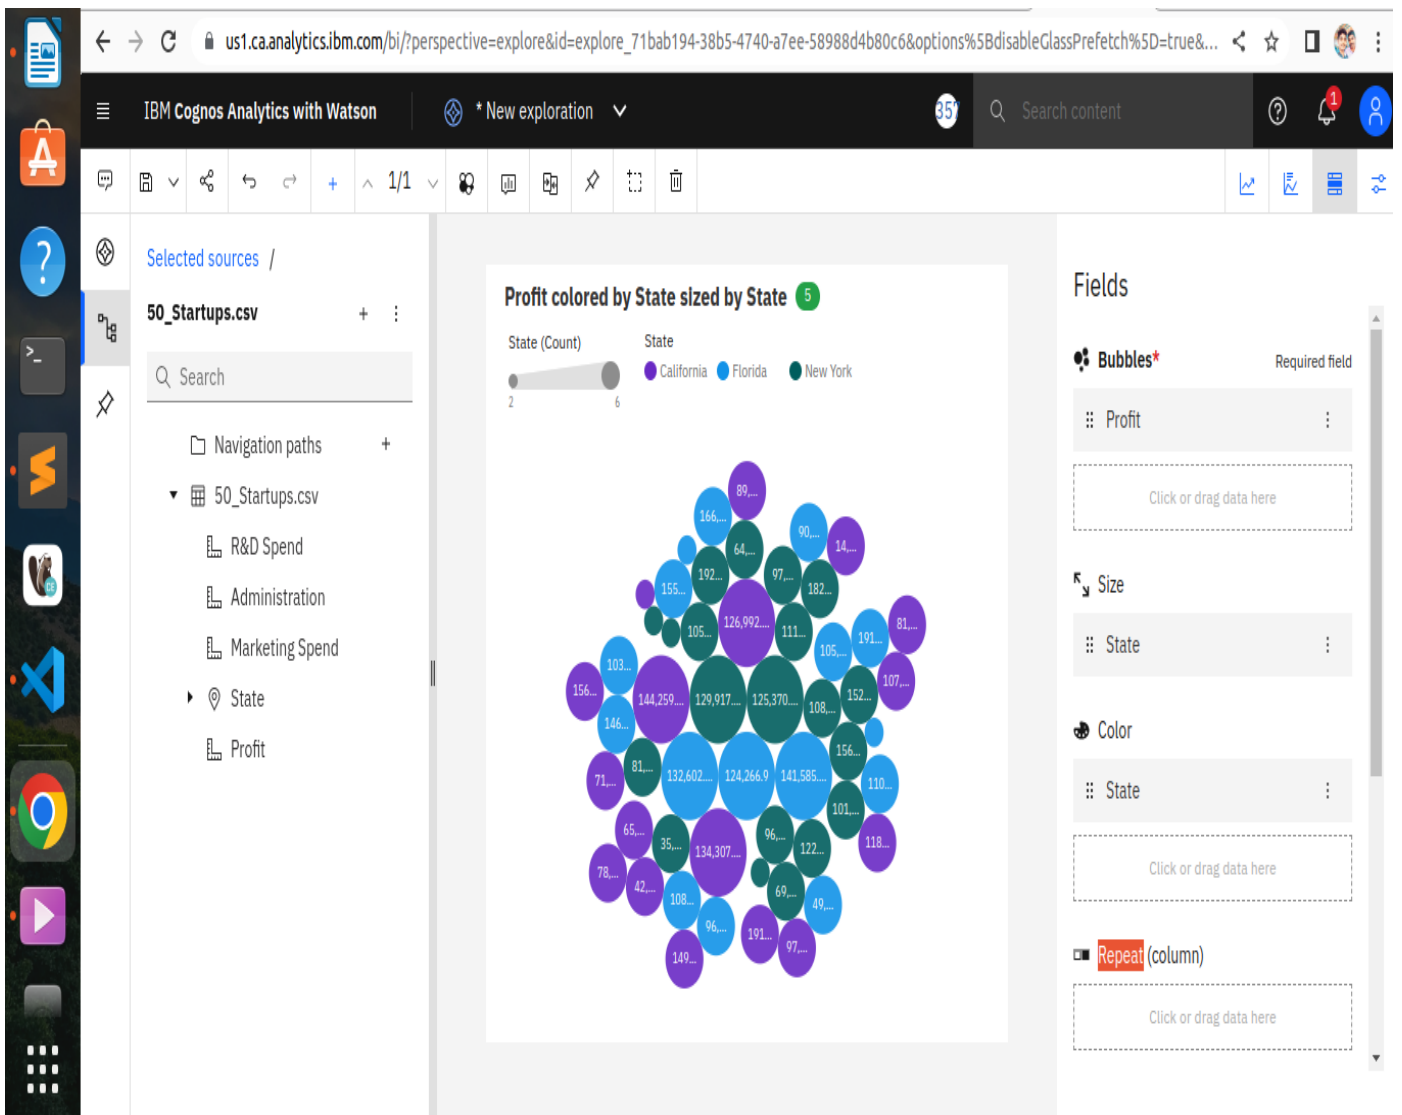 us1.ca.analytics.ibm.com/bi/?perspective=explore&id=explore_71bab194-38b5-4740-a7ee-58988d4b80c6&options%5BdisableGlassPrefetch%5D=true&...
IBM Cognos Analytics with Watson
* New exploration
357
Search content
1
1/1
Selected sources /
50_Startups.csv
Search
Navigation paths
50_Startups.csv
R&D Spend
Administration
Marketing Spend
State
Profit
Profit colored by State sized by State 5
State (Count)
2 6
State
California Florida New York
89,...
166,...
90,...
64,...
14,...
192...
97,...
155...
182...
126,992....
105...
111...
81,...
191...
105,...
103...
107,...
156...
144,259....
129,917....
125,370....
108,...
152...
146...
156...
81,...
71,...
132,602....
124,266.9
141,585....
110...
101,...
65,...
96,...
35,...
118...
122...
134,307....
78,...
42,...
69,...
108...
49,...
96,...
191...
97,...
149...
Fields
Bubbles* Required field
Profit
Click or drag data here
Size
State
Color
State
Click or drag data here
Repeat (column)
Click or drag data here